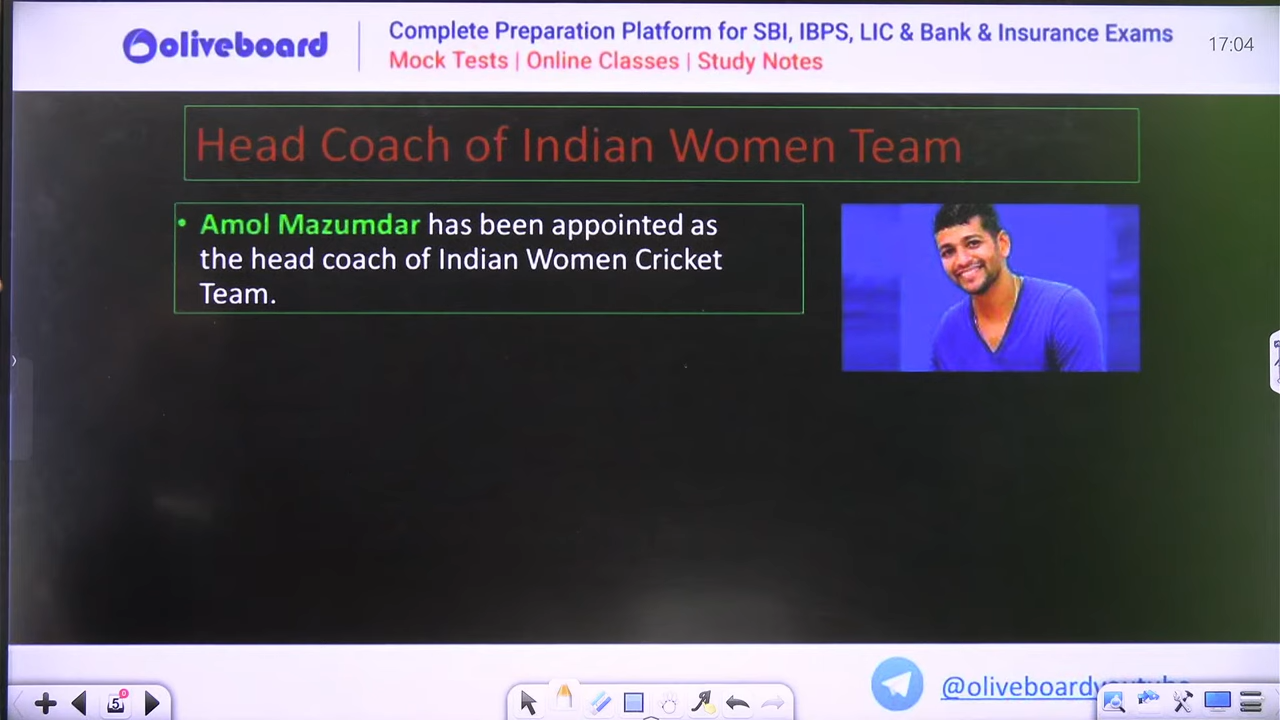 oliveboard
Complete Preparation Platform for SBI, IBPS, LIC & Bank & Insurance Exams
Mock Tests | Online Classes | Study Notes
17:04
Head Coach of Indian Women Team
• Amol Mazumdar has been appointed as
the head coach of Indian Women Cricket
Team.
5
0